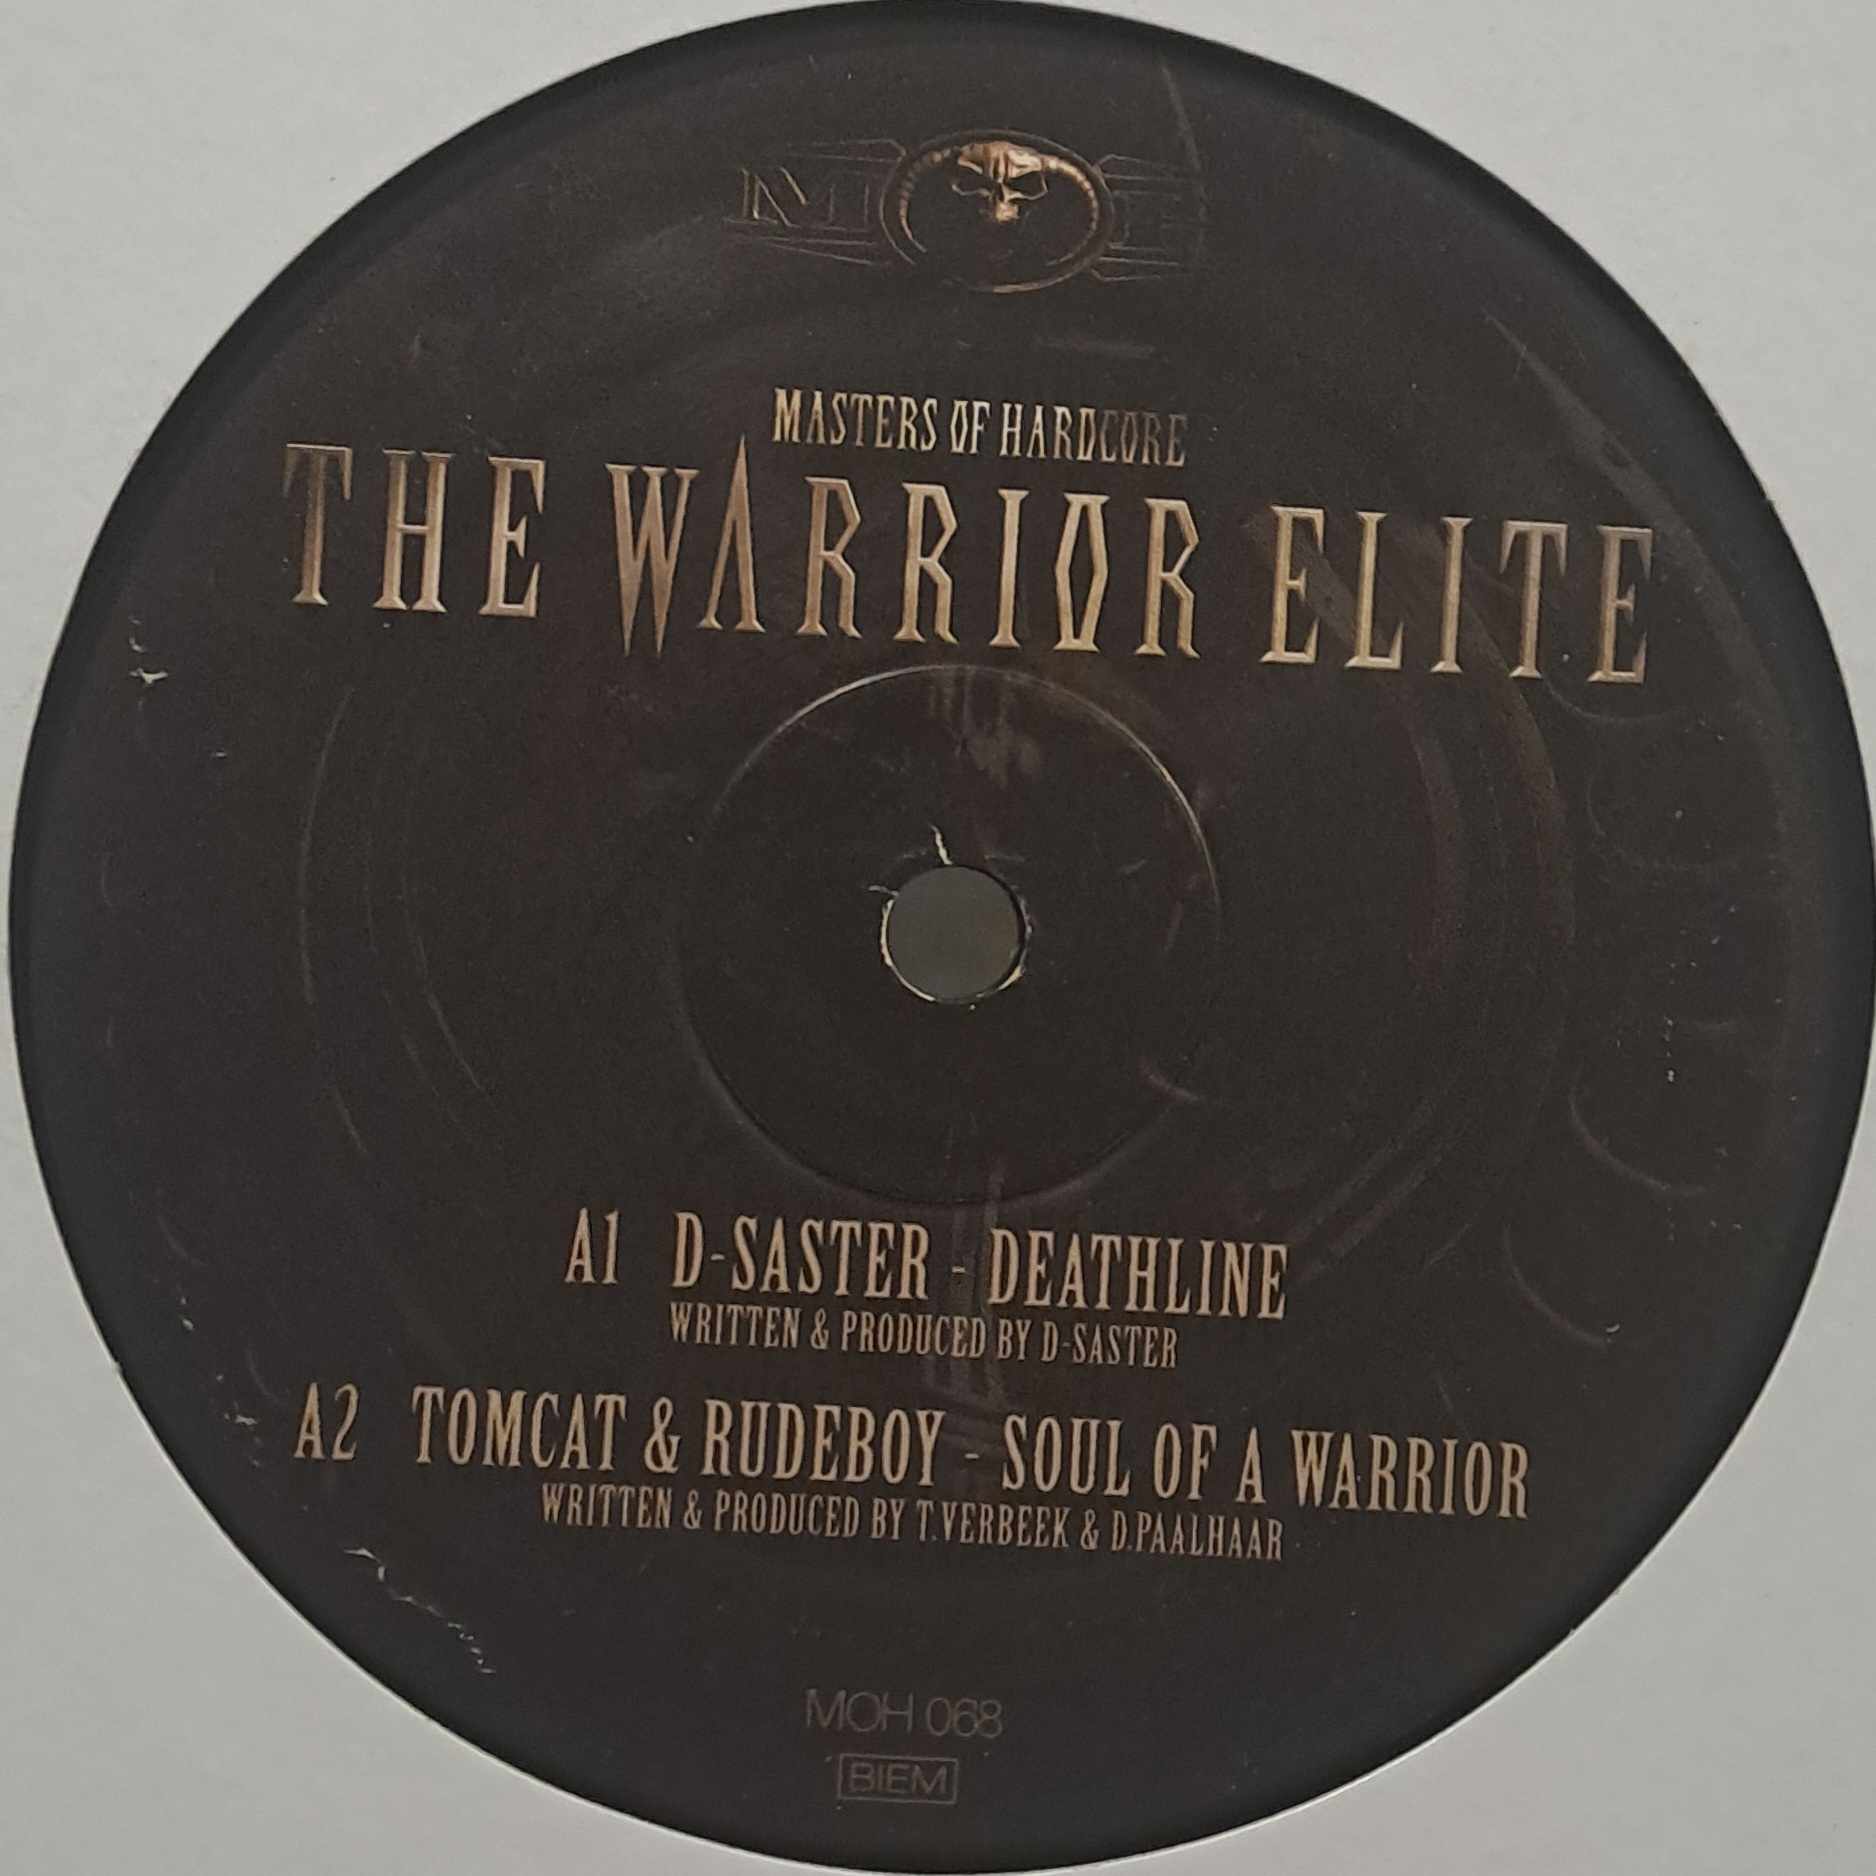 MASTERS OF HARDCORE
THE WARRIOR ELITE
A1 D-SASTER - DEATHLINE
WRITTEN & PRODUCED BY D-SASTER
A2 TOMCAT & RUDEBOY - SOUL OF A WARRIOR
WRITTEN & PRODUCED BY T.VERBEEK & D.PAALHAAR
MOH 068
BIEM